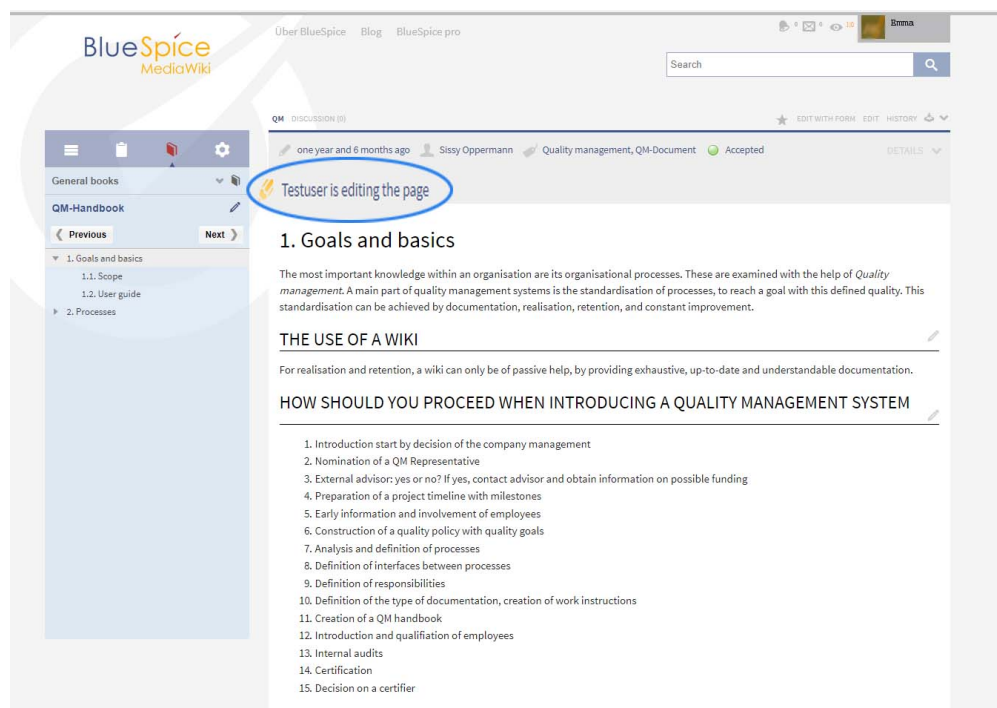 BlueSpice
MediaWiki
Über BlueSpice Blog BlueSpice pro
Emma
Search
QM DISCUSSION (0)
EDIT WITH FORM EDIT HISTORY
one year and 6 months ago Sissy Oppermann Quality management, QM-Document Accepted
DETAILS
Testuser is editing the page
General books
QM-Handbook
Previous Next
1. Goals and basics
1.1. Scope
1.2. User guide
2. Processes
1. Goals and basics
The most important knowledge within an organisation are its organisational processes. These are examined with the help of Quality
management. A main part of quality management systems is the standardisation of processes, to reach a goal with this defined quality. This
standardisation can be achieved by documentation, realisation, retention, and constant improvement.
THE USE OF A WIKI
For realisation and retention, a wiki can only be of passive help, by providing exhaustive, up-to-date and understandable documentation.
HOW SHOULD YOU PROCEED WHEN INTRODUCING A QUALITY MANAGEMENT SYSTEM
1. Introduction start by decision of the company management
2. Nomination of a QM Representative
3. External advisor: yes or no? If yes, contact advisor and obtain information on possible funding
4. Preparation of a project timeline with milestones
5. Early information and involvement of employees
6. Construction of a quality policy with quality goals
7. Analysis and definition of processes
8. Definition of interfaces between processes
9. Definition of responsibilities
10. Definition of the type of documentation, creation of work instructions
11. Creation of a QM handbook
12. Introduction and qualifiation of employees
13. Internal audits
14. Certification
15. Decision on a certifier